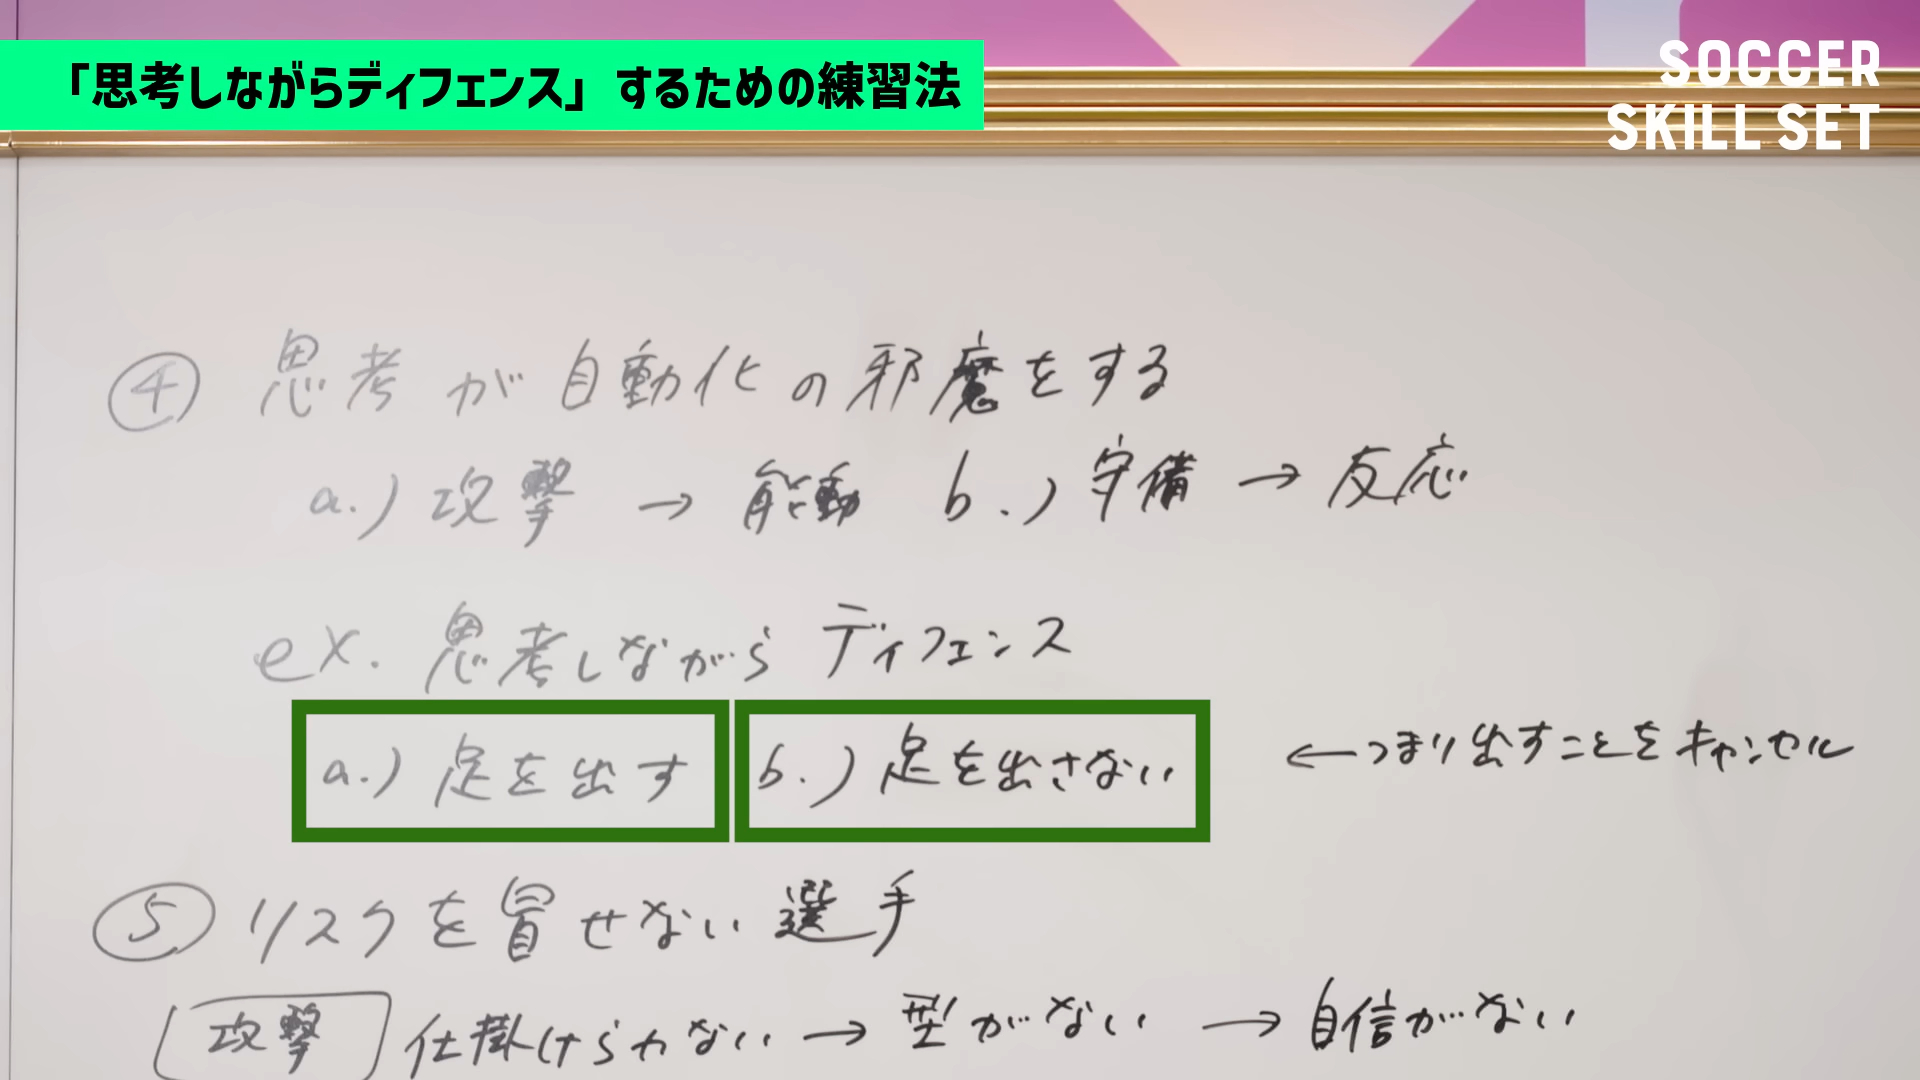 「思考しながらディフェンス」するための練習法
SOCCER
SKILL SET
④ 思考が自動化の邪魔をする
a.) 攻撃 → 能動 b.) 守備 → 反応
ex. 思考しながらディフェンス
a.) 足を出す b.) 足を出さない ← つまり出すことをキャンセル
⑤ リスクを冒せない選手
攻撃 仕掛けられない → 型がない → 自信がない